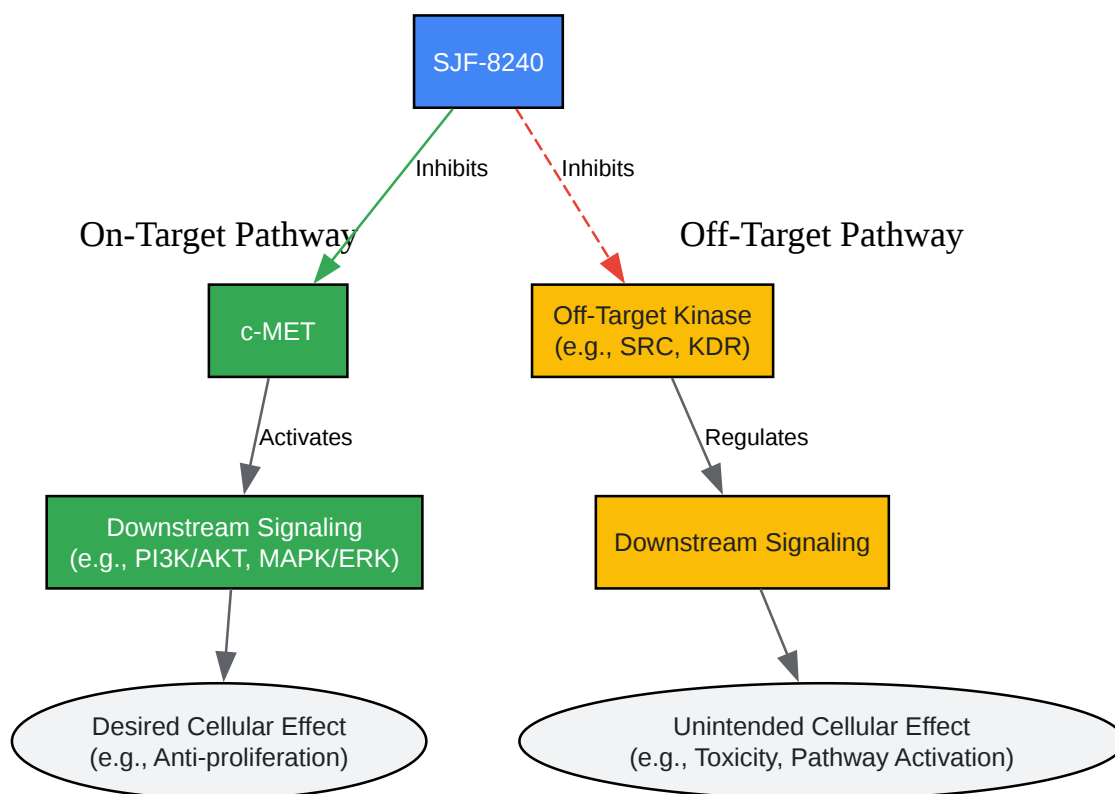 SJF-8240
Inhibits
Inhibits
On-Target Pathway
Off-Target Pathway
c-MET
Off-Target Kinase
(e.g., SRC, KDR)
Activates
Regulates
Downstream Signaling
(e.g., PI3K/AKT, MAPK/ERK)
Downstream Signaling
Desired Cellular Effect
(e.g., Anti-proliferation)
Unintended Cellular Effect
(e.g., Toxicity, Pathway Activation)